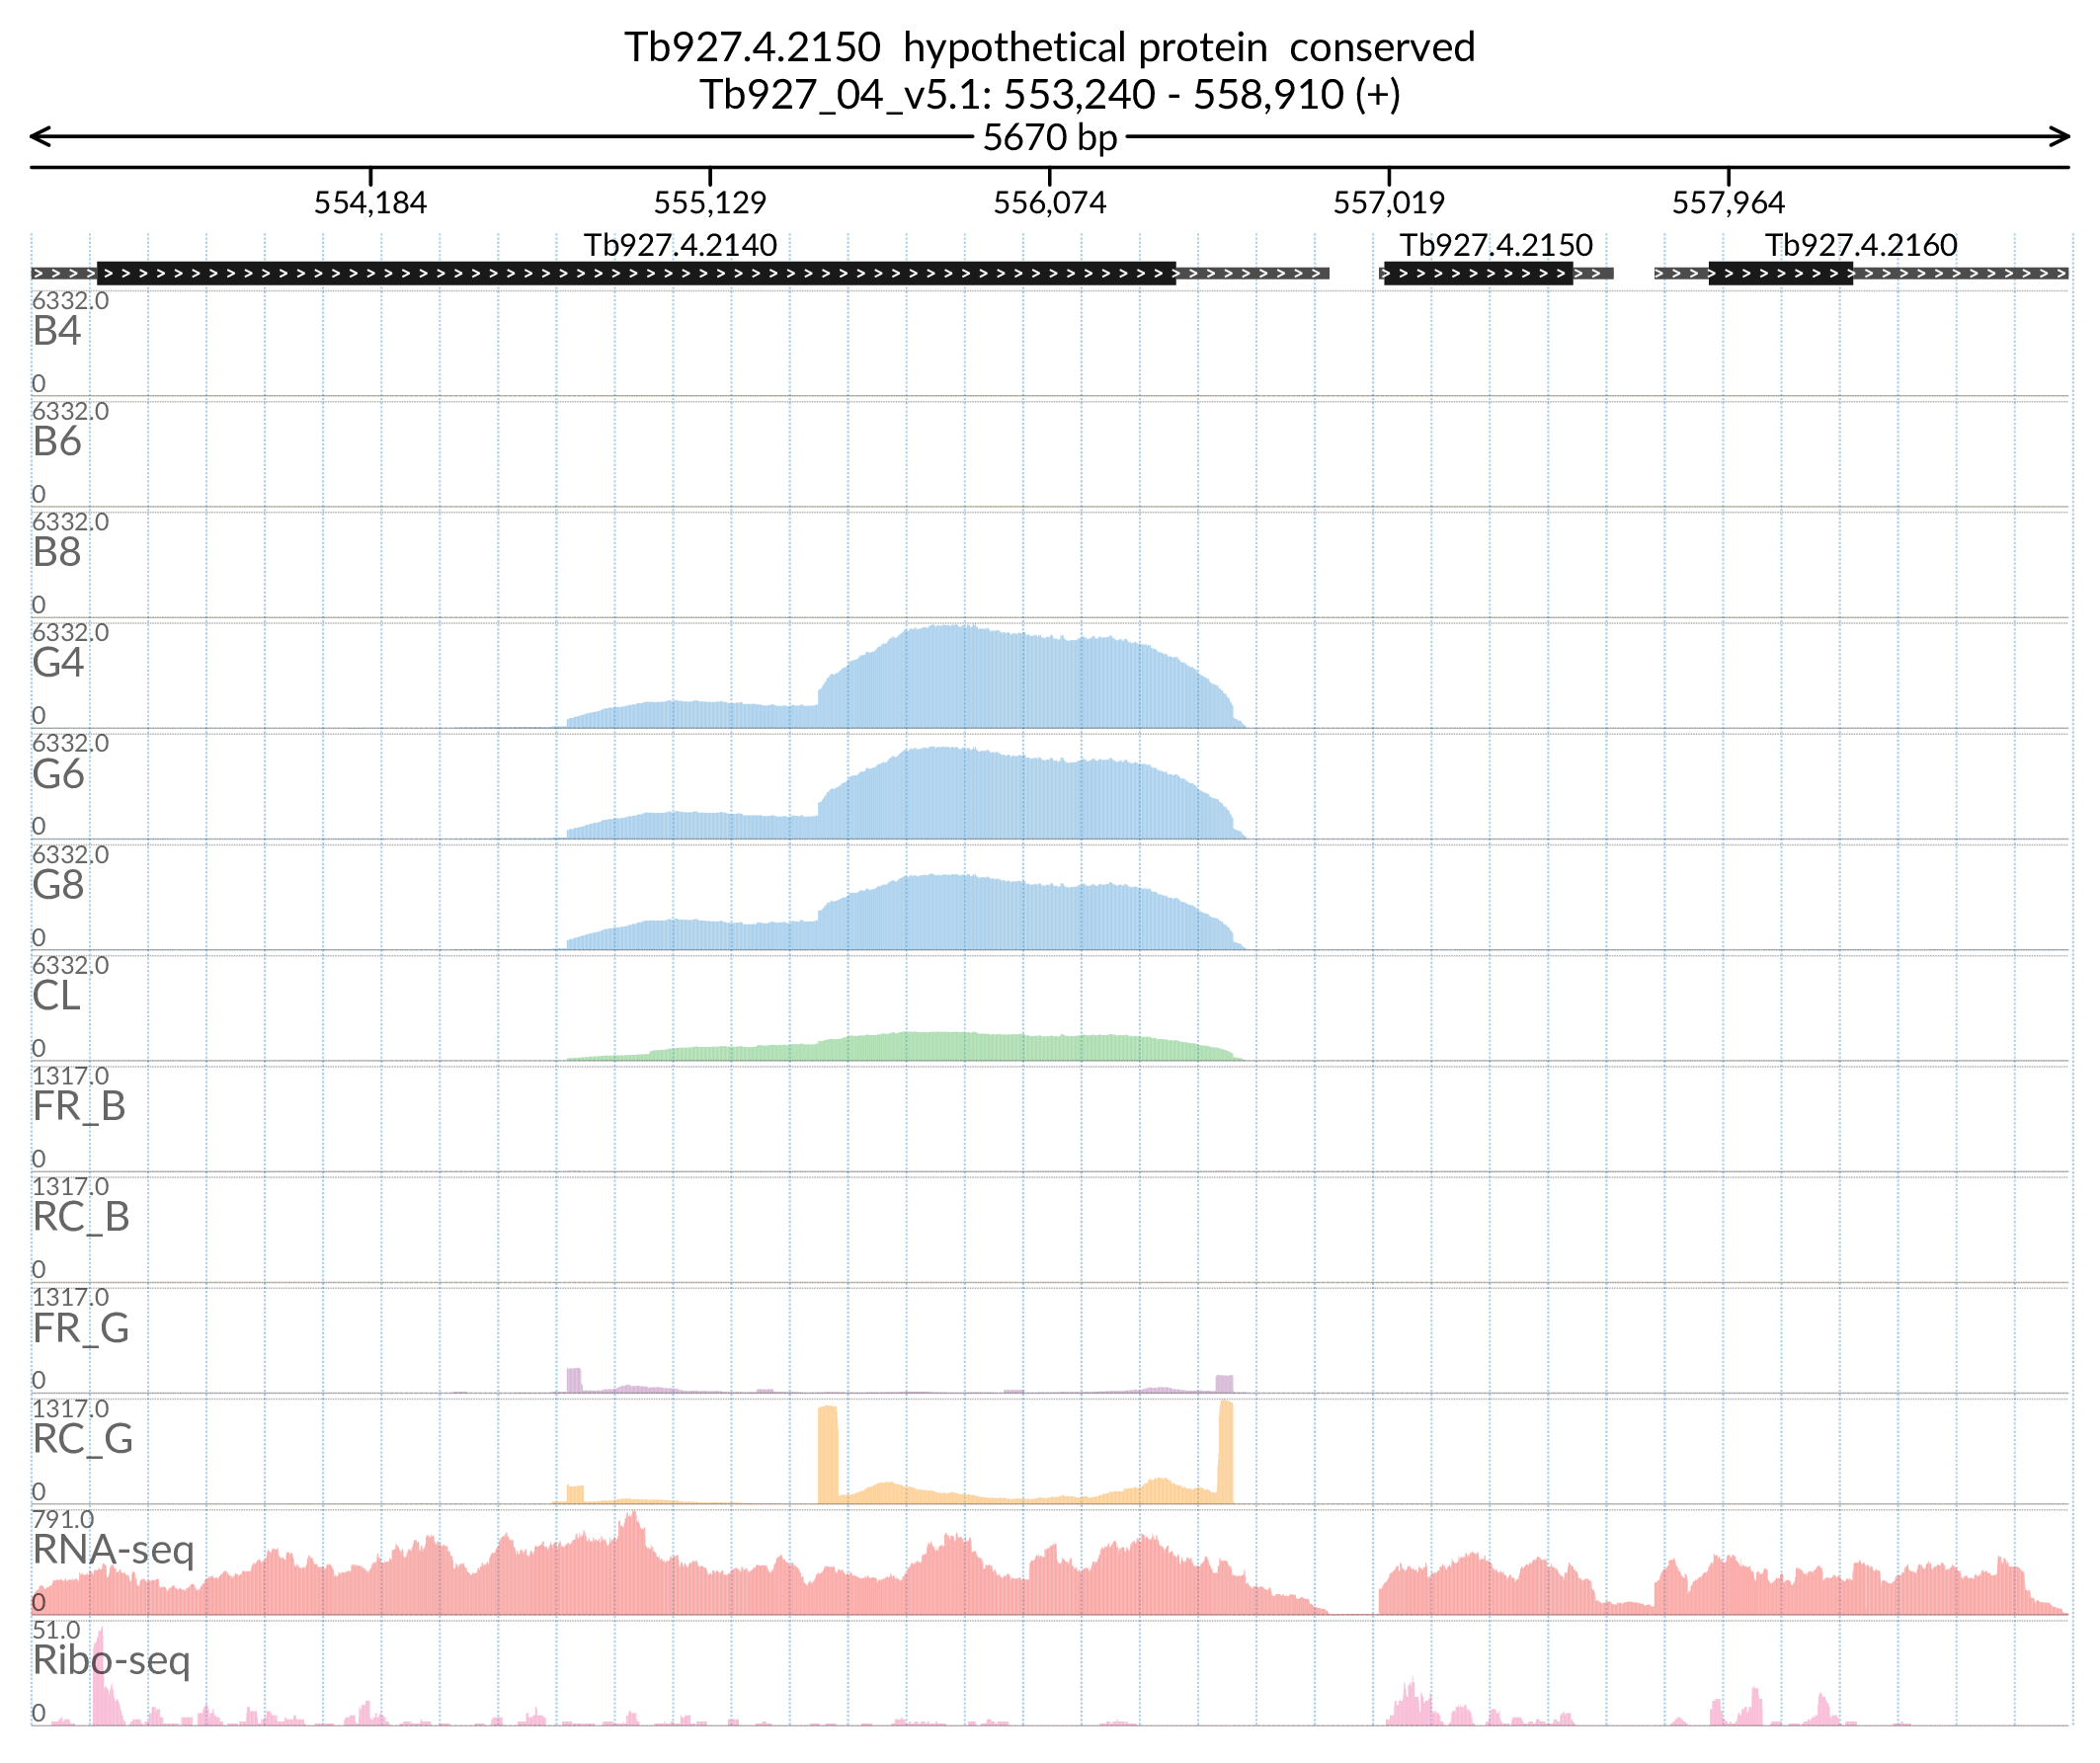 Tb927.4.2150  hypothetical protein  conserved
Tb927_04_v5.1: 553,240 - 558,910 (+)
5670 bp
554,184 555,129 556,074 557,019 557,964
Tb927.4.2140 Tb927.4.2150 Tb927.4.2160
6332.0
B4
0
6332.0
B6
0
6332.0
B8
0
6332.0
G4
0
6332.0
G6
0
6332.0
G8
0
6332.0
CL
0
1317.0
FR_B
0
1317.0
RC_B
0
1317.0
FR_G
0
1317.0
RC_G
0
791.0
RNA-seq
0
51.0
Ribo-seq
0